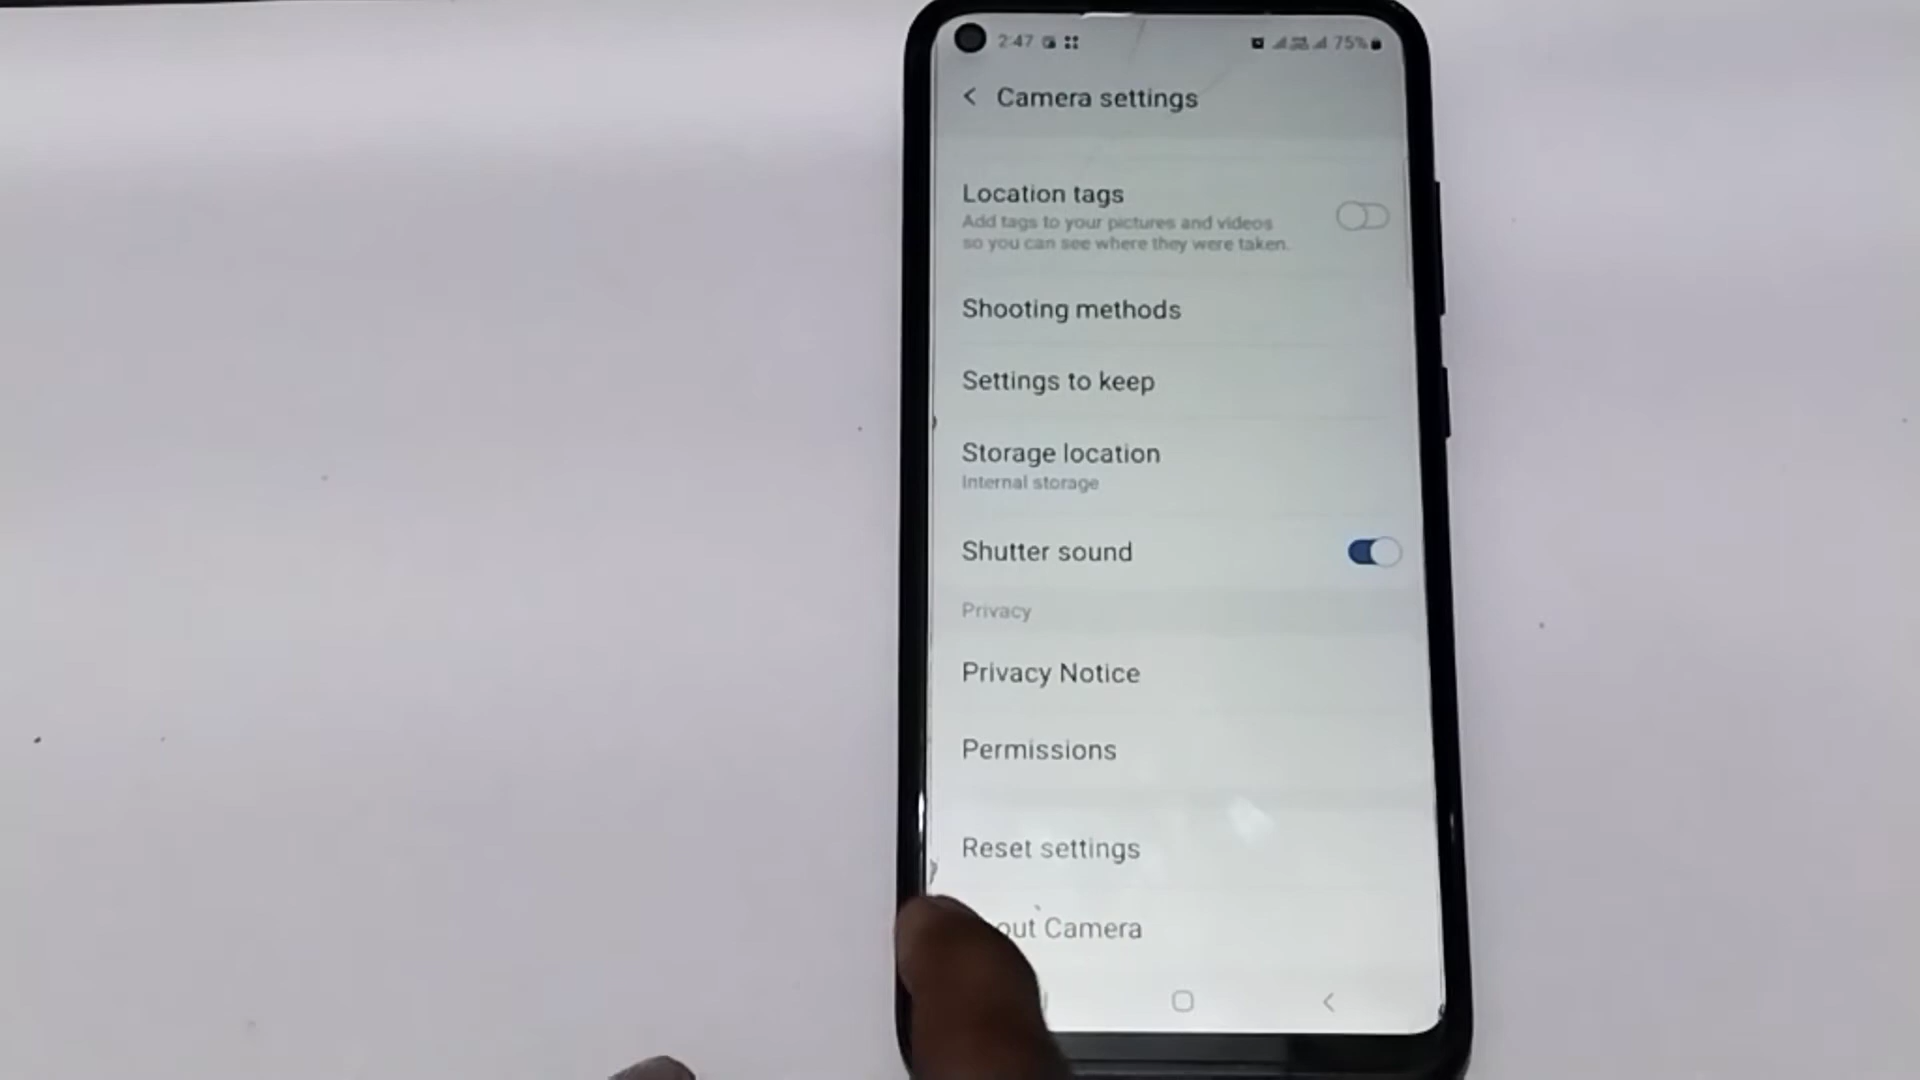 2:47
75%
Camera settings
Location tags
Add tags to your pictures and videos
so you can see where they were taken.
Shooting methods
Settings to keep
Storage location
Internal storage
Shutter sound
Privacy
Privacy Notice
Permissions
Reset settings
out Camera